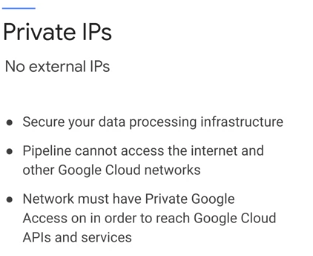 Private IPs
No external IPs
● Secure your data processing infrastructure
● Pipeline cannot access the internet and
other Google Cloud networks
● Network must have Private Google
Access on in order to reach Google Cloud
APIs and services